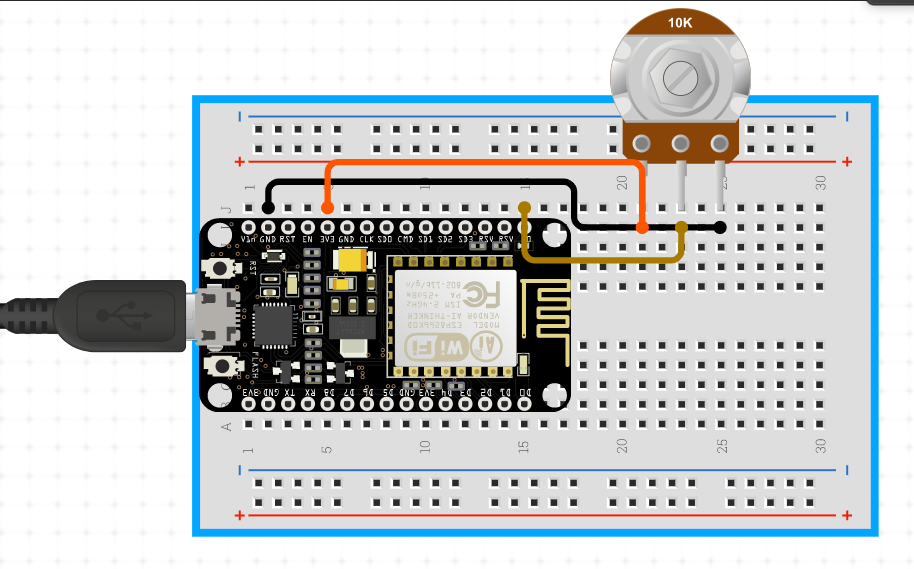 10K
1
10
15
20
25
30
J
VIN GND RST EN 3V3 GND CLK SD0 CMD SD1 SD2 SD3 RSV RSV
RST
802.11b/g/n
PA +25dBm
ISM 2.4GHz
VENDOR AI-THINKER
MODEL ESP8266MOD
FC
Ai WiFi
FLASH
3V3 GND TX RX D8 D7 D6 D5 GND 3V3 D4 D3 D2 D1 D0
A
1
5
10
15
20
25
30